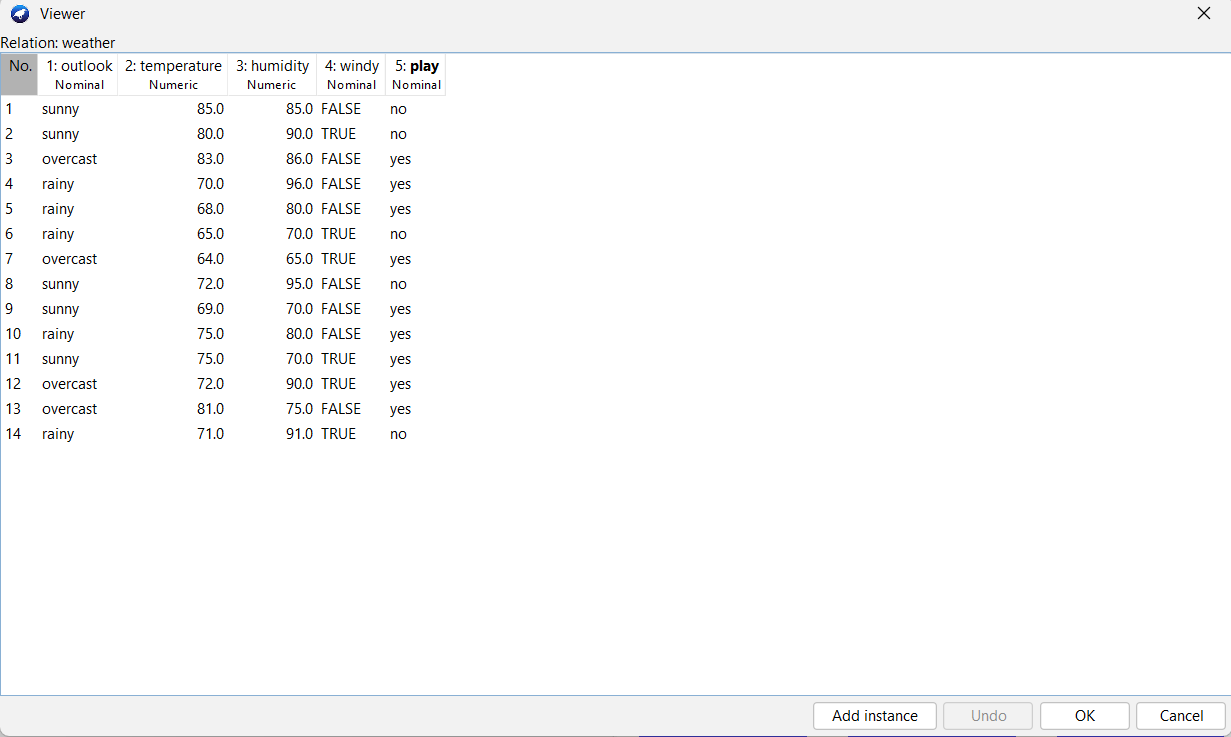 Viewer
Relation: weather
No. 1: outlook 2: temperature 3: humidity 4: windy 5: play
Nominal Numeric Numeric Nominal Nominal
1 sunny 85.0 85.0 FALSE no
2 sunny 80.0 90.0 TRUE no
3 overcast 83.0 86.0 FALSE yes
4 rainy 70.0 96.0 FALSE yes
5 rainy 68.0 80.0 FALSE yes
6 rainy 65.0 70.0 TRUE no
7 overcast 64.0 65.0 TRUE yes
8 sunny 72.0 95.0 FALSE no
9 sunny 69.0 70.0 FALSE yes
10 rainy 75.0 80.0 FALSE yes
11 sunny 75.0 70.0 TRUE yes
12 overcast 72.0 90.0 TRUE yes
13 overcast 81.0 75.0 FALSE yes
14 rainy 71.0 91.0 TRUE no
Add instance Undo OK Cancel